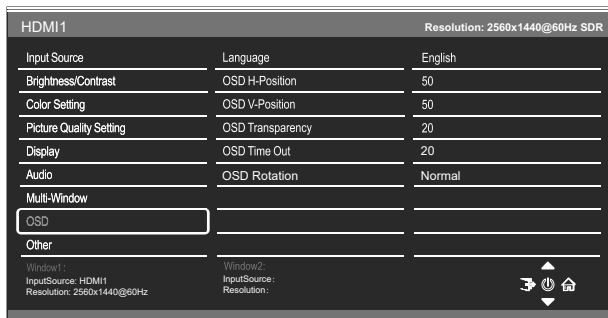 HDMI1 Resolution: 2560x1440@60Hz SDR
Input Source Language English
Brightness/Contrast OSD H-Position 50
Color Setting OSD V-Position 50
Picture Quality Setting OSD Transparency 20
Display OSD Time Out 20
Audio OSD Rotation Normal
Multi-Window
OSD
Other
Window1: Window2:
InputSource: HDMI1 InputSource:
Resolution: 2560x1440@60Hz Resolution: